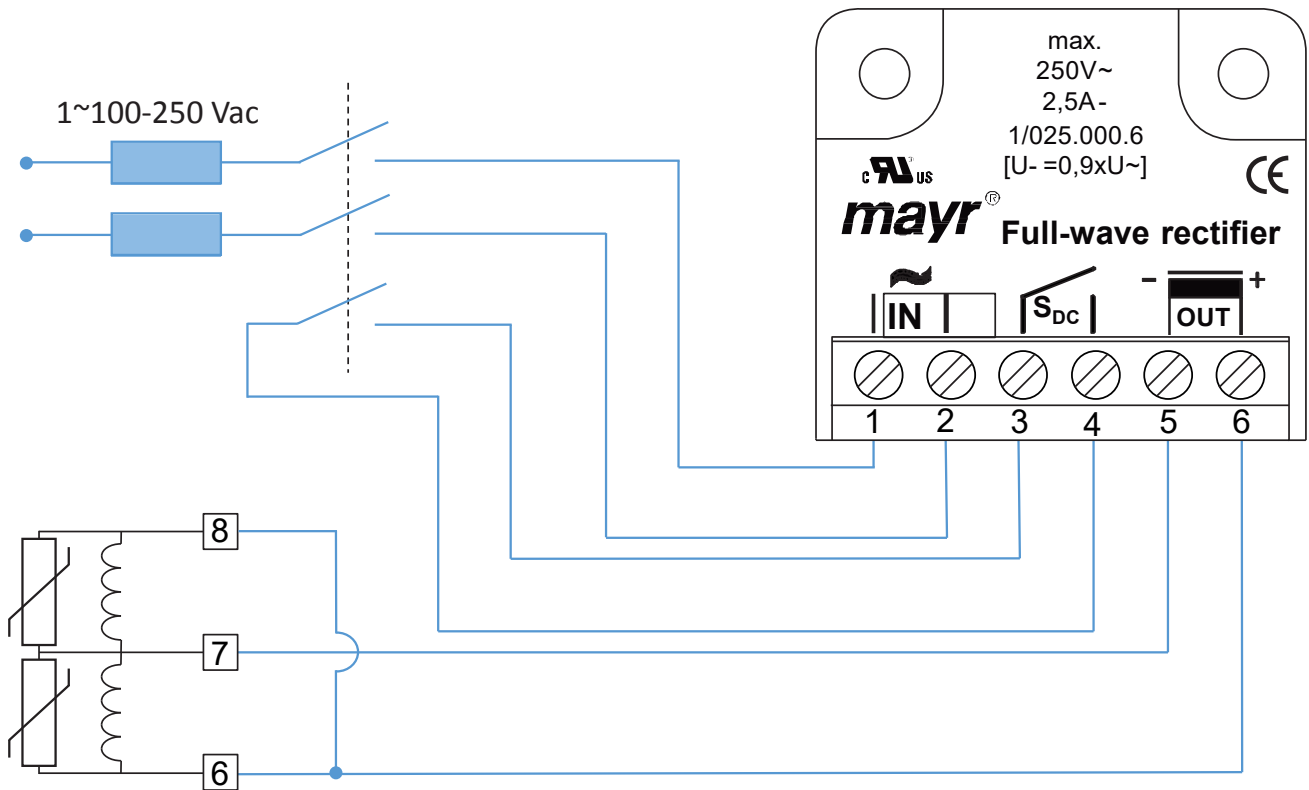 max.
250V~
2,5A-
1/025.000.6
[U- =0,9xU~]
1~100-250 Vac
c RU US
CE
mayr®
Full-wave rectifier
- +
IN
SDC
OUT
1 2 3 4 5 6
8
7
6